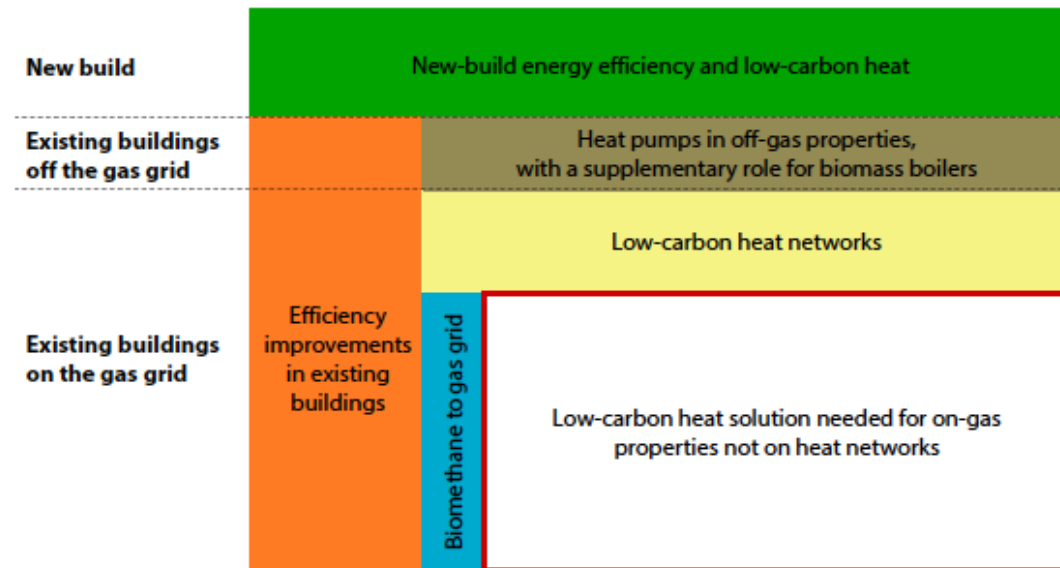 New build
New-build energy efficiency and low-carbon heat
Existing buildings
off the gas grid
Heat pumps in off-gas properties,
with a supplementary role for biomass boilers
Low-carbon heat networks
Existing buildings
on the gas grid
Efficiency
improvements
in existing
buildings
Biomethane to gas grid
Low-carbon heat solution needed for on-gas
properties not on heat networks